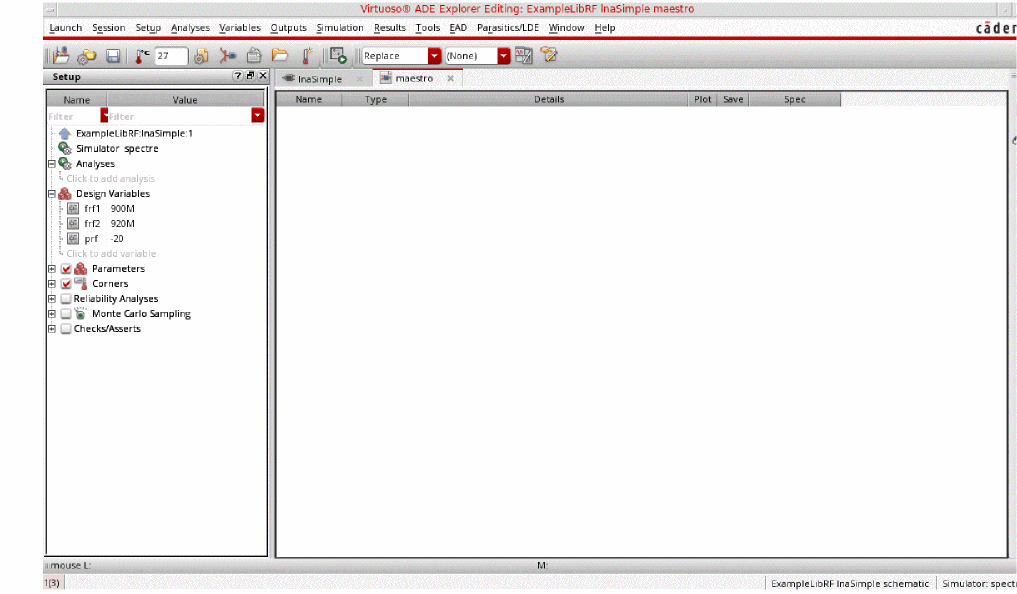 Virtuoso® ADE Explorer Editing: ExampleLibRF lnaSimple maestro
Launch Session Setup Analyses Variables Outputs Simulation Results Tools EAD Parasitics/LDE Window Help
cāder
27 Replace (None)
Setup
lnaSimple maestro
Name Value
Name Type Details Plot Save Spec
Filter Filter
ExampleLibRF:lnaSimple:1
Simulator spectre
Analyses
Click to add analysis
Design Variables
frf1 900M
frf2 920M
prf -20
Click to add variable
Parameters
Corners
Reliability Analyses
Monte Carlo Sampling
Checks/Asserts
mouse L: M:
1(3) ExampleLibRF lnaSimple schematic Simulator: spect